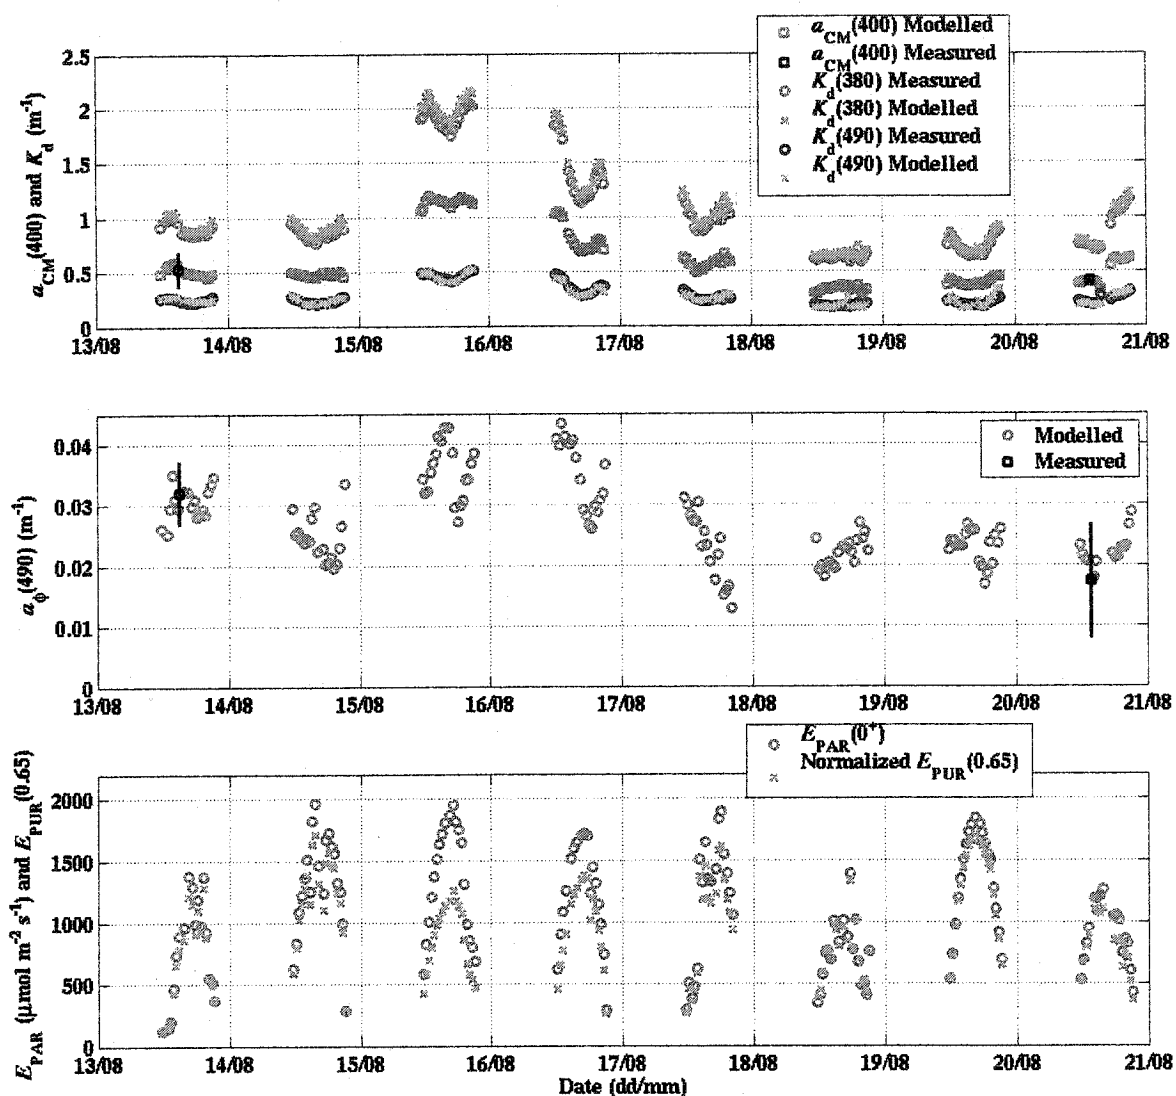 a_CM(400) Modelled
a_CM(400) Measured
K_d(380) Measured
K_d(380) Modelled
K_d(490) Measured
K_d(490) Modelled
a_CM(400) and K_d (m⁻¹)
2.5
2
1.5
1
0.5
0
13/08 14/08 15/08 16/08 17/08 18/08 19/08 20/08 21/08
Modelled
Measured
a_ϕ(490) (m⁻¹)
0.04
0.03
0.02
0.01
0
13/08 14/08 15/08 16/08 17/08 18/08 19/08 20/08 21/08
E_PAR(0⁺)
Normalized E_PUR(0.65)
E_PAR (μmol m⁻² s⁻¹) and E_PUR(0.65)
2000
1500
1000
500
0
13/08 14/08 15/08 16/08 17/08 18/08 19/08 20/08 21/08
Date (dd/mm)